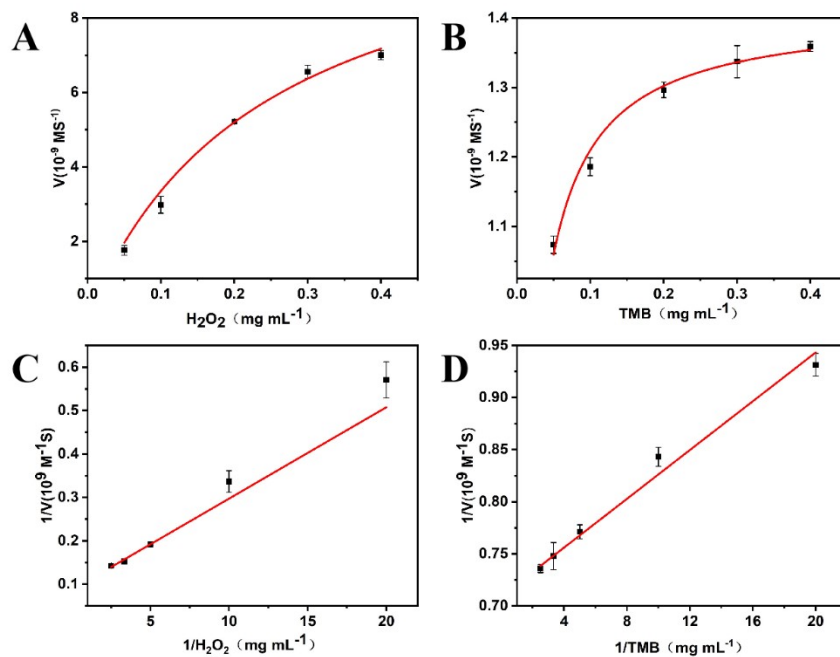 A
V(10⁻⁹ MS⁻¹)
8
6
4
2
0.0 0.1 0.2 0.3 0.4
H₂O₂（mg mL⁻¹）
B
V(10⁻⁹ MS⁻¹)
1.4
1.3
1.2
1.1
0.0 0.1 0.2 0.3 0.4
TMB（mg mL⁻¹）
C
1/V(10⁹ M⁻¹S)
0.6
0.5
0.4
0.3
0.2
0.1
5 10 15 20
1/H₂O₂（mg mL⁻¹）
D
1/V(10⁹ M⁻¹S)
0.95
0.90
0.85
0.80
0.75
0.70
4 8 12 16 20
1/TMB（mg mL⁻¹）